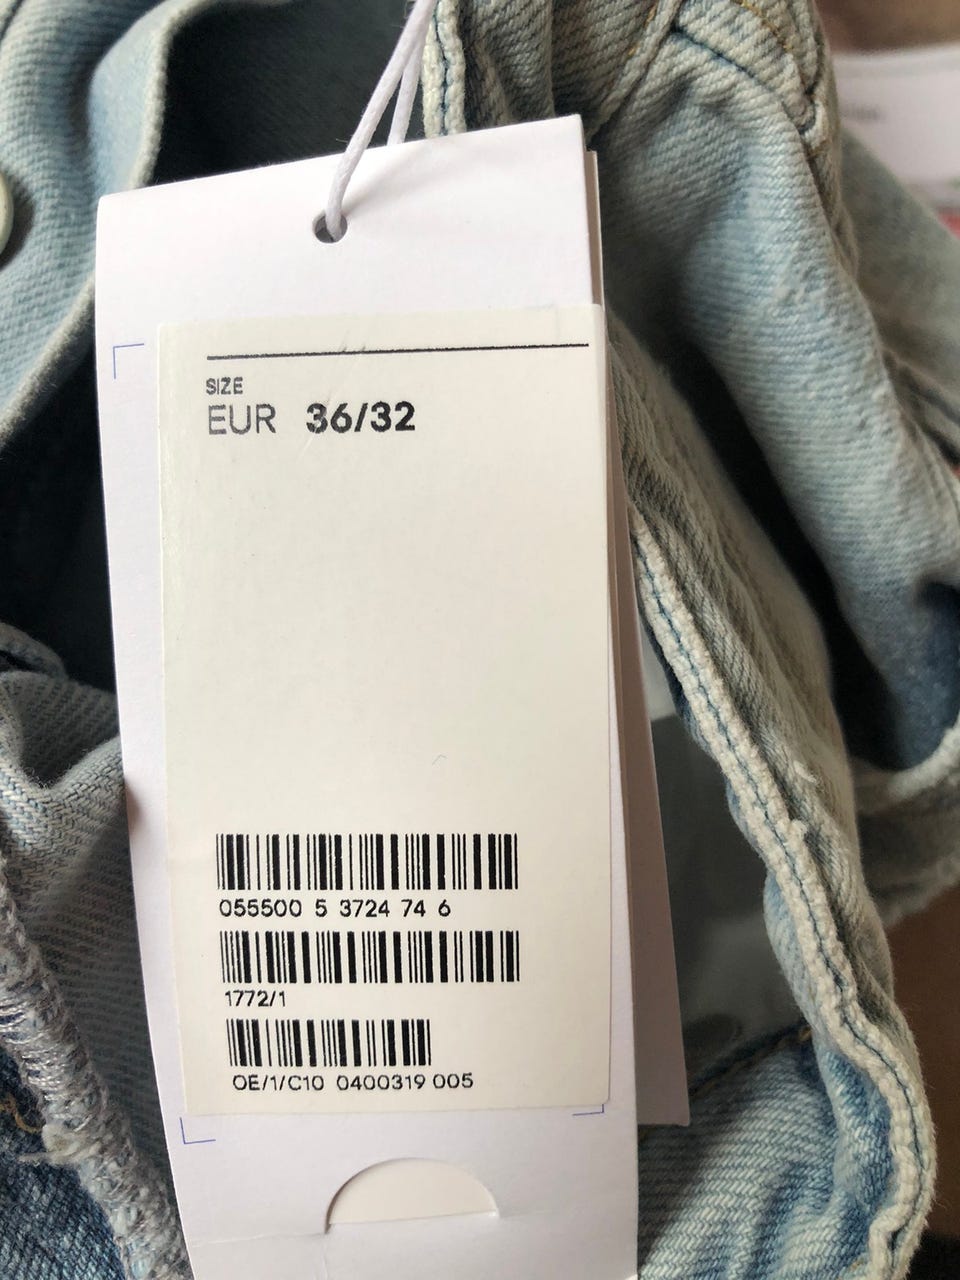 SIZE
EUR 36/32
055500 5 3724 74 6
1772/1
OE/1/C10 0400319 005